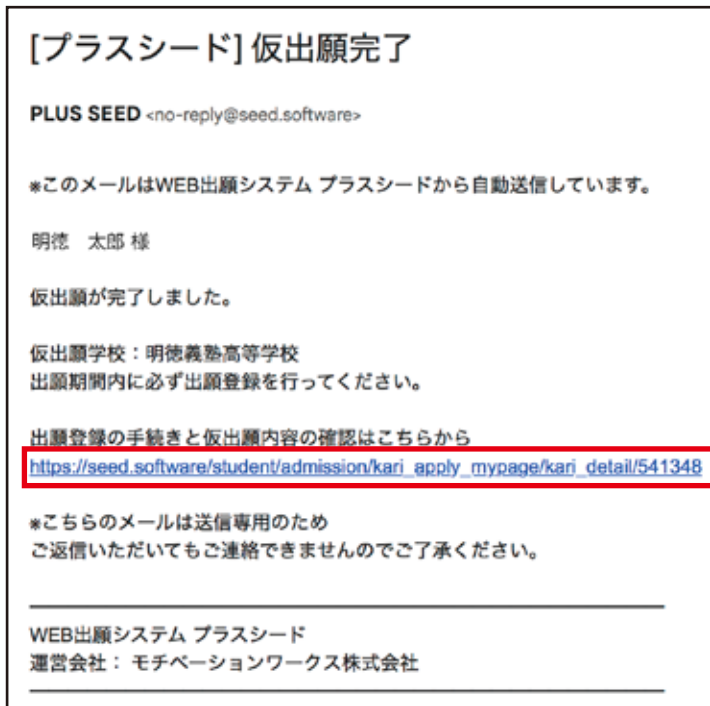 [プラスシード] 仮出願完了
PLUS SEED <no-reply@seed.software>
※このメールはWEB出願システム プラスシードから自動送信しています。
明徳　太郎 様
仮出願が完了しました。
仮出願学校：明徳義塾高等学校
出願期間内に必ず出願登録を行ってください。
出願登録の手続きと仮出願内容の確認はこちらから
https://seed.software/student/admission/kari_apply_mypage/kari_detail/541348
※こちらのメールは送信専用のため
ご返信いただいてもご連絡できませんのでご了承ください。
WEB出願システム プラスシード
運営会社： モチベーションワークス株式会社